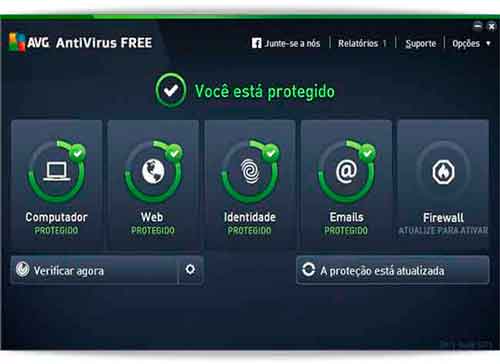 AVG AntiVirus FREE
Junte-se a nós Relatórios 1 Suporte Opções
Você está protegido
Computador
PROTEGIDO
Web
PROTEGIDO
Identidade
PROTEGIDO
Emails
PROTEGIDO
Firewall
ATUALIZE PARA ATIVAR
Verificar agora
A proteção está atualizada